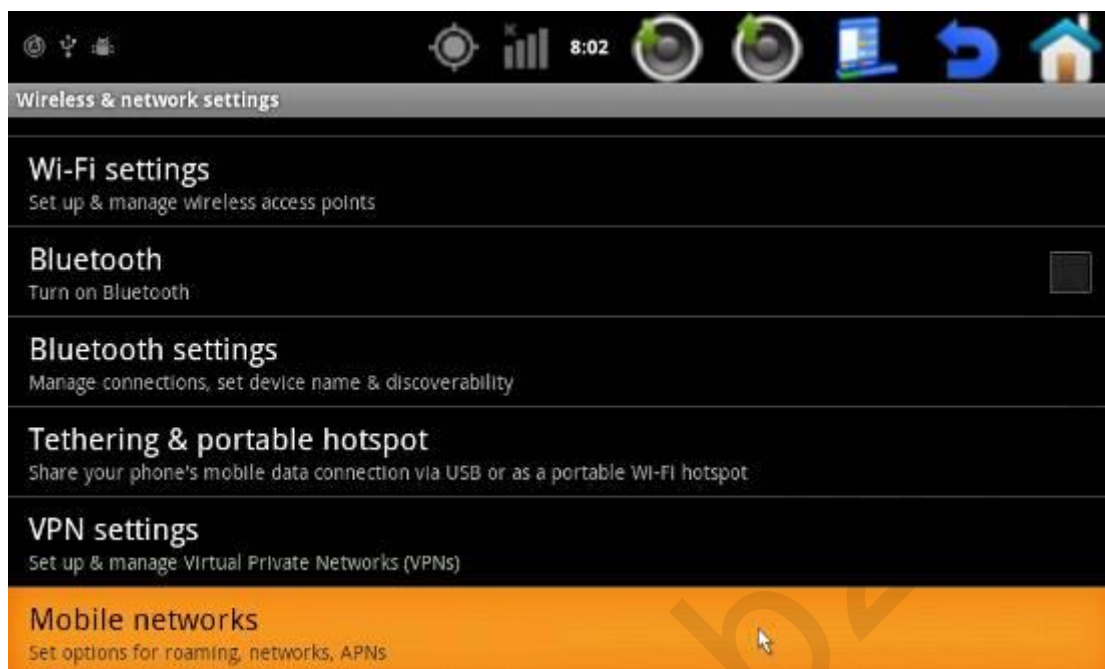 8:02
Wireless & network settings
Wi-Fi settings
Set up & manage wireless access points
Bluetooth
Turn on Bluetooth
Bluetooth settings
Manage connections, set device name & discoverability
Tethering & portable hotspot
Share your phone's mobile data connection via USB or as a portable Wi-Fi hotspot
VPN settings
Set up & manage Virtual Private Networks (VPNs)
Mobile networks
Set options for roaming, networks, APNs